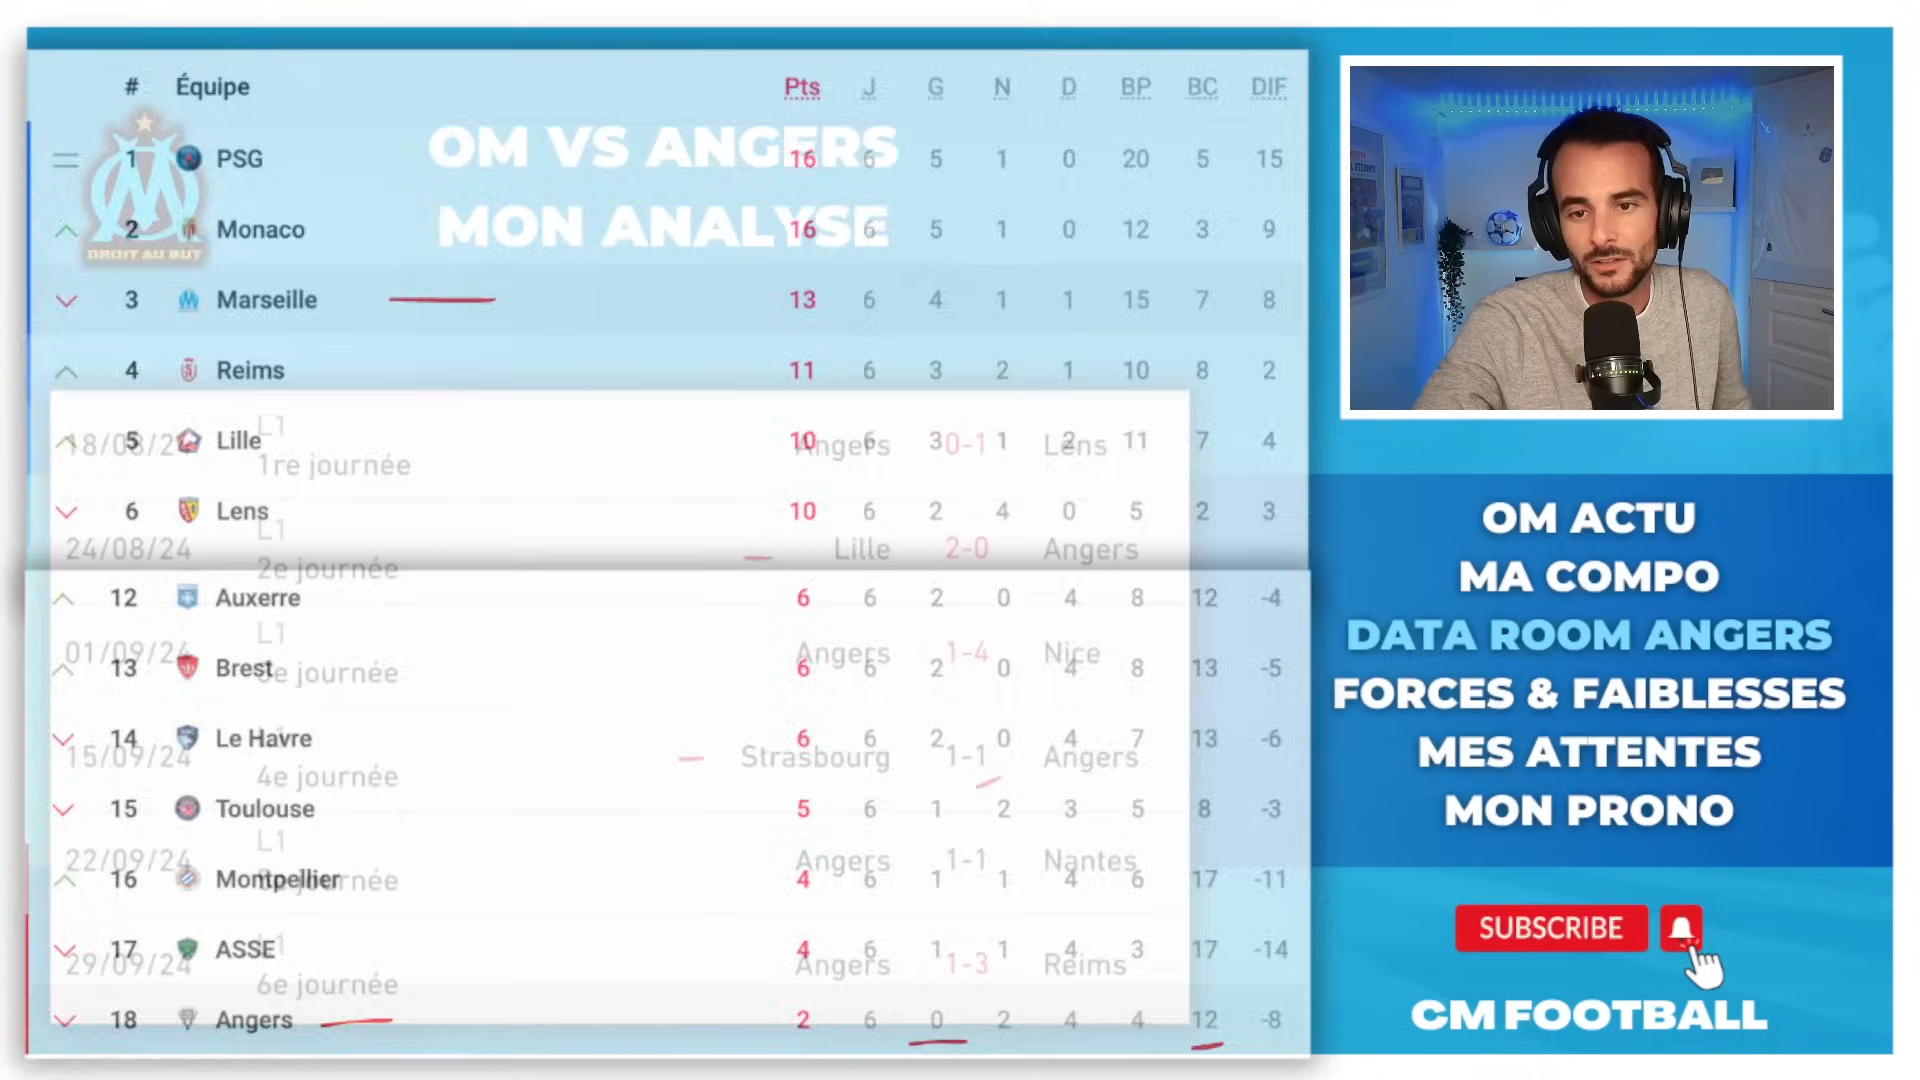 # Équipe Pts J G N D BP BC DIF
OM VS ANGERS
MON ANALYSE
DROIT AU BUT
1 PSG 16 6 5 1 0 20 5 15
2 Monaco 16 6 5 1 0 12 3 9
3 Marseille 13 6 4 1 1 15 7 8
4 Reims 11 6 3 2 1 10 8 2
5 Lille 10 6 3 1 2 11 7 4
L1
1re journée
Angers 0-1 Lens
6 Lens 10 6 2 4 0 5 2 3
L1
24/08/24 Lille 2-0 Angers
2e journée
12 Auxerre 6 6 2 0 4 8 12 -4
L1
01/09/24 Angers 1-4 Nice
13 Brest 6 6 2 0 4 8 13 -5
3e journée
14 Le Havre 6 6 2 0 4 7 13 -6
15/09/24 Strasbourg 1-1 Angers
4e journée
15 Toulouse 5 6 1 2 3 5 8 -3
L1
22/09/24 Angers 1-1 Nantes
16 Montpellier 4 6 1 1 4 6 17 -11
journée
17 ASSE 4 6 1 1 4 3 17 -14
29/09/24 Angers 1-3 Reims
6e journée
18 Angers 2 6 0 2 4 4 12 -8
OM ACTU
MA COMPO
DATA ROOM ANGERS
FORCES & FAIBLESSES
MES ATTENTES
MON PRONO
SUBSCRIBE
CM FOOTBALL